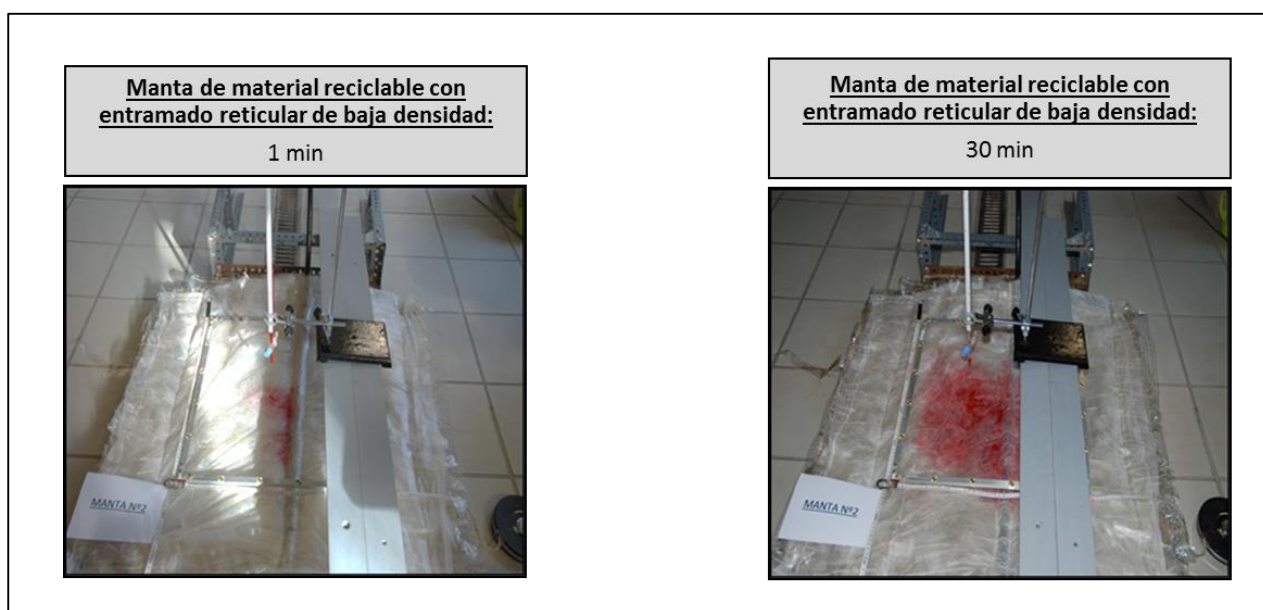 Manta de material reciclable con
entramado reticular de baja densidad:
1 min
Manta de material reciclable con
entramado reticular de baja densidad:
30 min
MANTA Nº2
MANTA Nº2